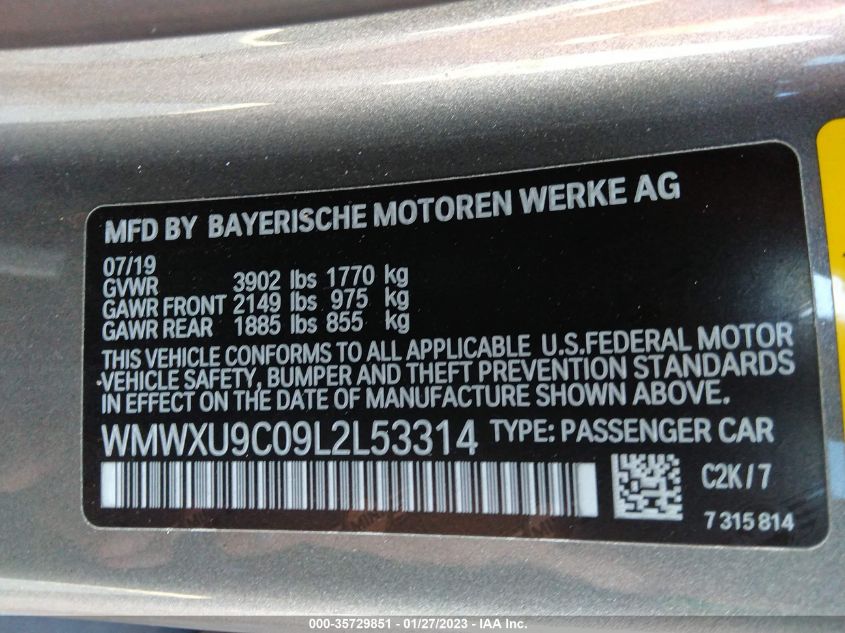 MFD BY BAYERISCHE MOTOREN WERKE AG
07/19
GVWR 3902 lbs 1770 kg
GAWR FRONT 2149 lbs 975 kg
GAWR REAR 1885 lbs 855 kg
THIS VEHICLE CONFORMS TO ALL APPLICABLE U.S.FEDERAL MOTOR
VEHICLE SAFETY, BUMPER AND THEFT PREVENTION STANDARDS
IN EFFECT ON THE DATE OF MANUFACTURE SHOWN ABOVE.
WMWXU9C09L2L53314 TYPE: PASSENGER CAR
C2K/7
7 315 814
000-35729851 - 01/27/2023 - IAA Inc.